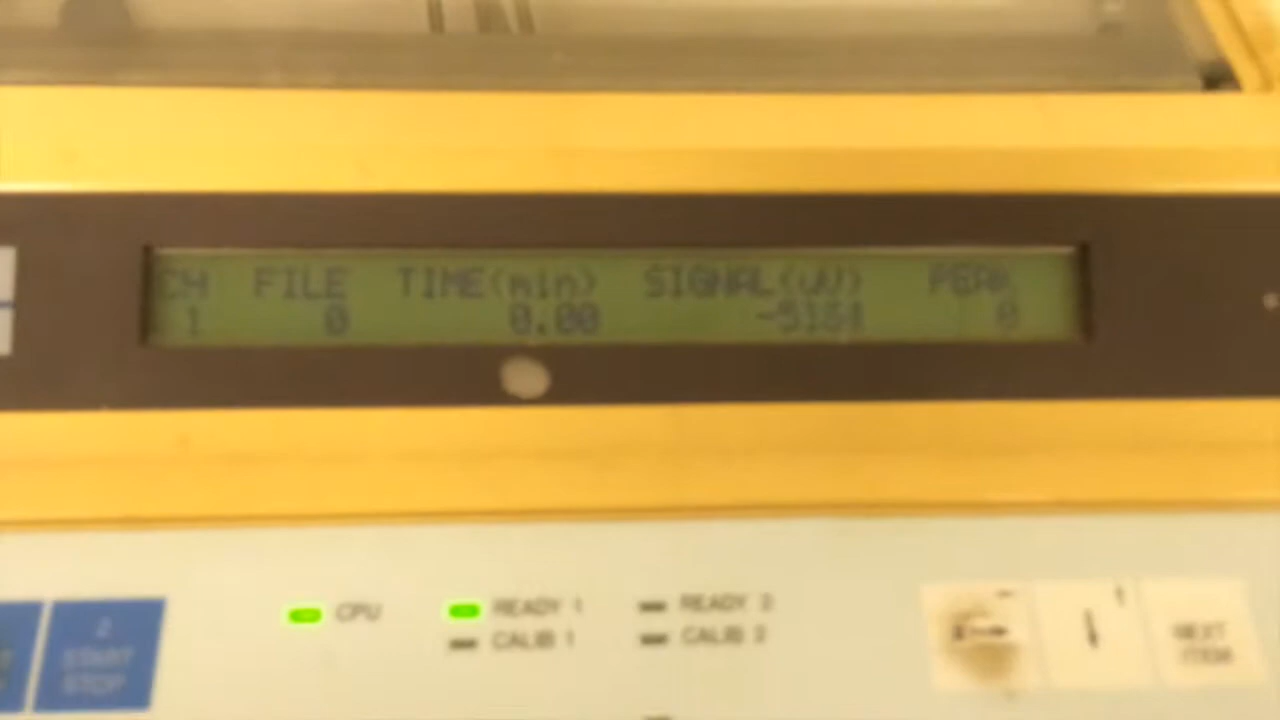 CH FILE TIME(min) SIGNAL(uV) PEAK
1 0 0.00 0
CPU READY 1 READY 2
CALIB 1 CALIB 2
2
START
STOP
NEXT
ITEM